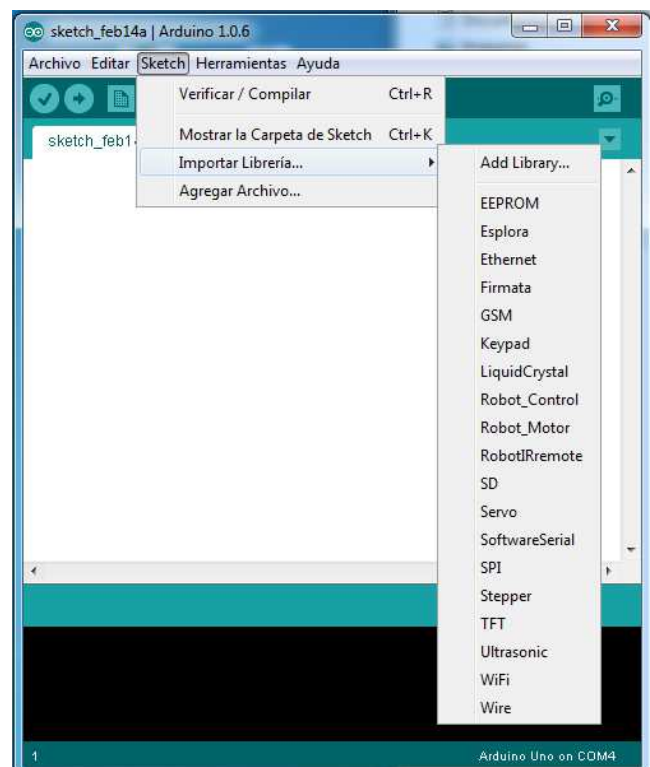 sketch_feb14a | Arduino 1.0.6
Archivo Editar Sketch Herramientas Ayuda
Verificar / Compilar Ctrl+R
sketch_feb1
Mostrar la Carpeta de Sketch Ctrl+K
Importar Librería...
Agregar Archivo...
Add Library...
EEPROM
Esplora
Ethernet
Firmata
GSM
Keypad
LiquidCrystal
Robot_Control
Robot_Motor
RobotIRremote
SD
Servo
SoftwareSerial
SPI
Stepper
TFT
Ultrasonic
WiFi
Wire
1 Arduino Uno on COM4